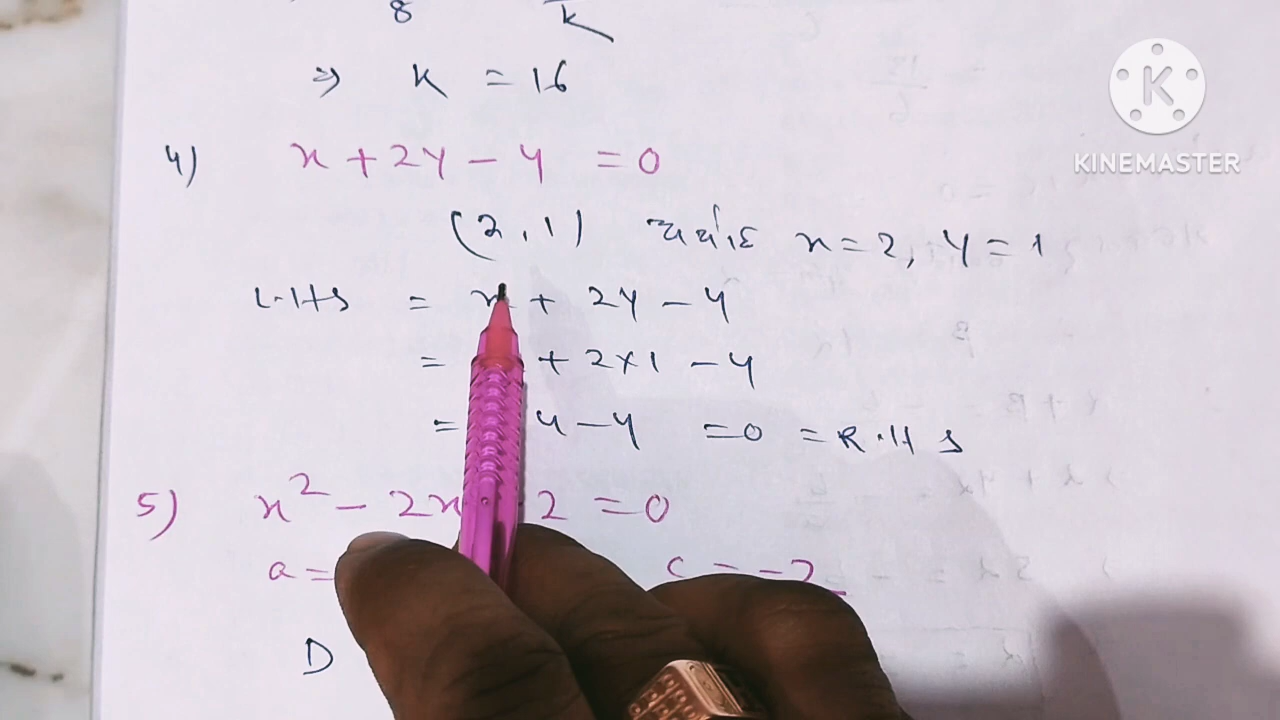 8 k
⇒ k = 16
KINEMASTER
4) x + 2y - 4 = 0
(2, 1) x = 2, y = 1
L.H.S = x + 2y - 4
= + 2×1 - 4
= 4 - 4 = 0 = R.H.S
5) x² - 2x 2 = 0
a = c = -2
D